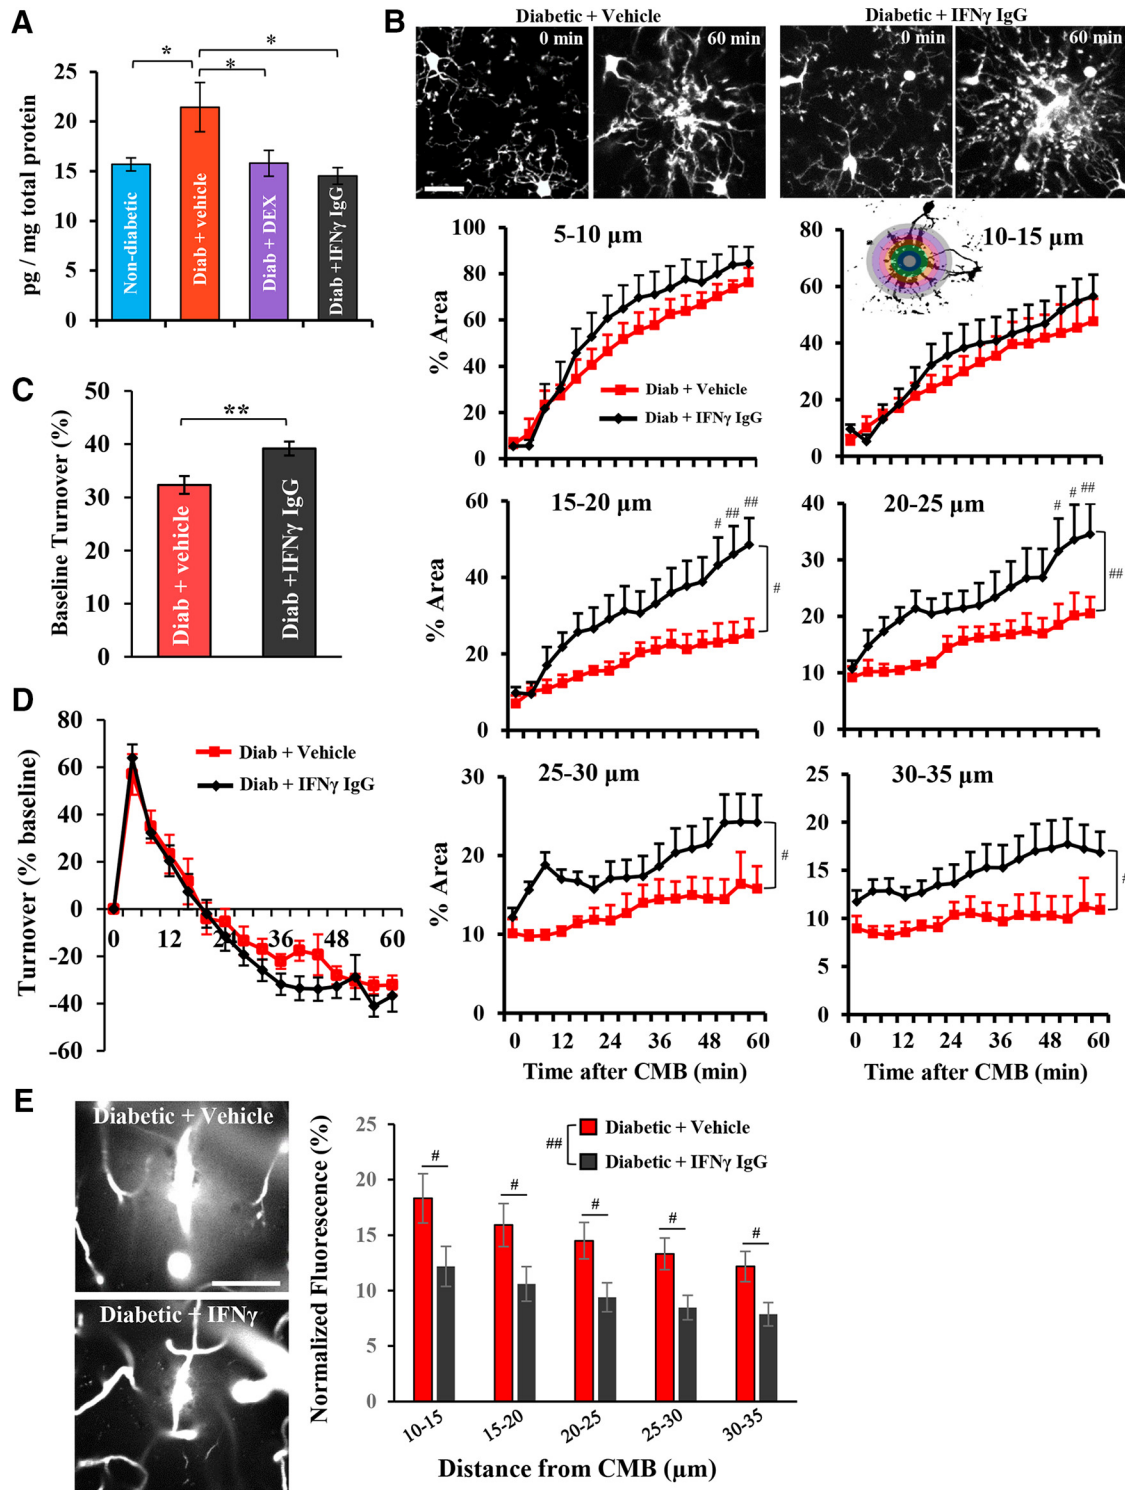 A
* * *
25
20
15
10
5
0
pg / mg total protein
Non-diabetic
Diab + vehicle
Diab + DEX
Diab +IFNγ IgG
B
Diabetic + Vehicle
Diabetic + IFNγ IgG
0 min
60 min
0 min
60 min
5-10 µm
100
80
60
40
20
0
% Area
Diab + Vehicle
Diab + IFNγ IgG
10-15 µm
80
60
40
20
0
15-20 µm
60
40
20
0
% Area
# ## ##
#
20-25 µm
40
30
20
10
0
# # ##
##
25-30 µm
30
20
10
0
% Area
#
0 12 24 36 48 60
Time after CMB (min)
30-35 µm
25
20
15
10
5
0
#
0 12 24 36 48 60
Time after CMB (min)
C
50
40
30
20
10
0
Baseline Turnover (%)
**
Diab + vehicle
Diab +IFNγ IgG
D
80
60
40
20
0
-20
-40
-60
Turnover (% baseline)
Diab + Vehicle
Diab + IFNγ IgG
0 12 24 36 48 60
E
Diabetic + Vehicle
Diabetic + IFNγ
25
20
15
10
5
0
Normalized Fluorescence (%)
## Diabetic + Vehicle
Diabetic + IFNγ IgG
# # # # #
10-15 15-20 20-25 25-30 30-35
Distance from CMB (µm)